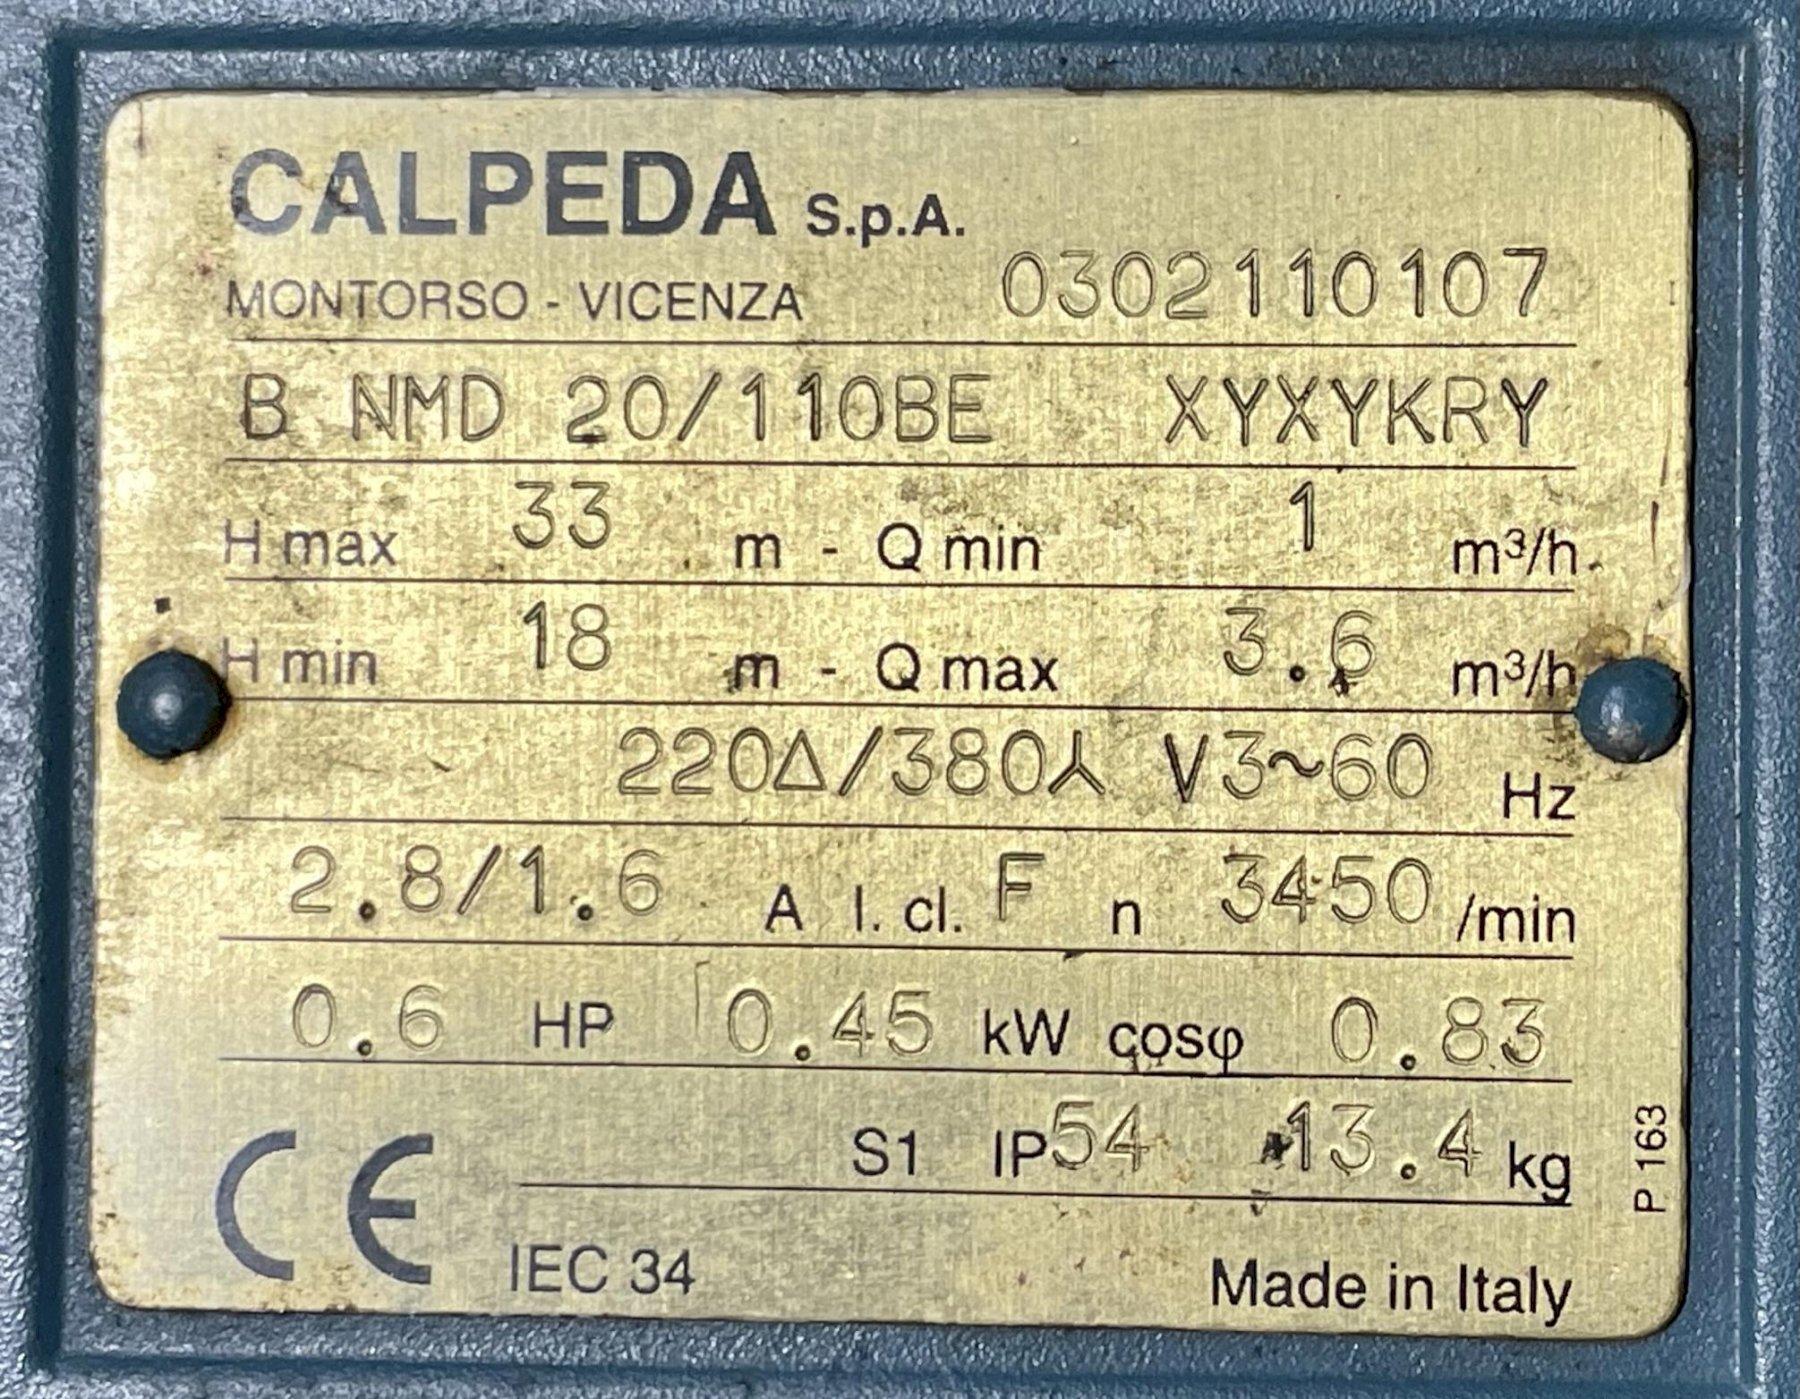 CALPEDA S.p.A.
MONTORSO - VICENZA 0302110107
B NMD 20/110BE XYXYKRY
H max 33 m - Q min 1 m³/h
H min 18 m - Q max 3.6 m³/h
220Δ/380⅄ V3~60 Hz
2.8/1.6 A I. cl. F n 3450 /min
0.6 HP 0.45 kW cosφ 0.83
S1 IP54 13.4 kg
CE IEC 34 Made in Italy
P 163